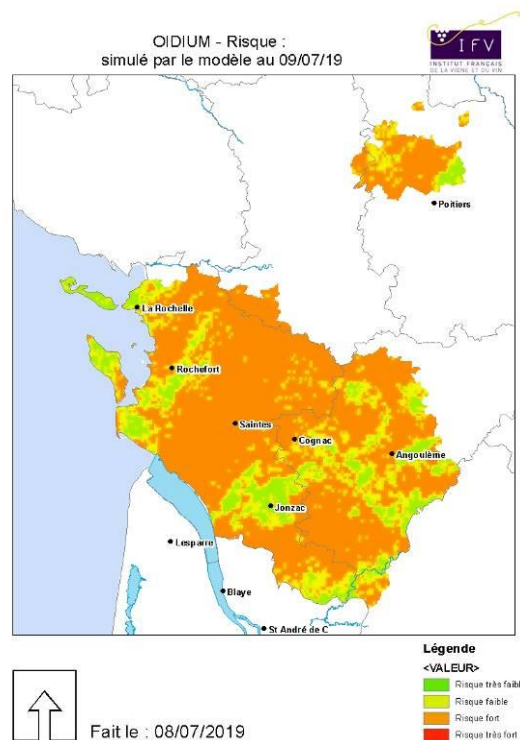 OIDIUM - Risque :
simulé par le modèle au 09/07/19
IFV
INSTITUT FRANÇAIS
DE LA VIGNE ET DU VIN
Poitiers
La Rochelle
Rochefort
Saintes
Cognac
Angoulême
Jonzac
Lesparre
Blaye
St André de C
Légende
<VALEUR>
Risque très faibl
Risque faible
Risque fort
Risque très fort
Fait le : 08/07/2019